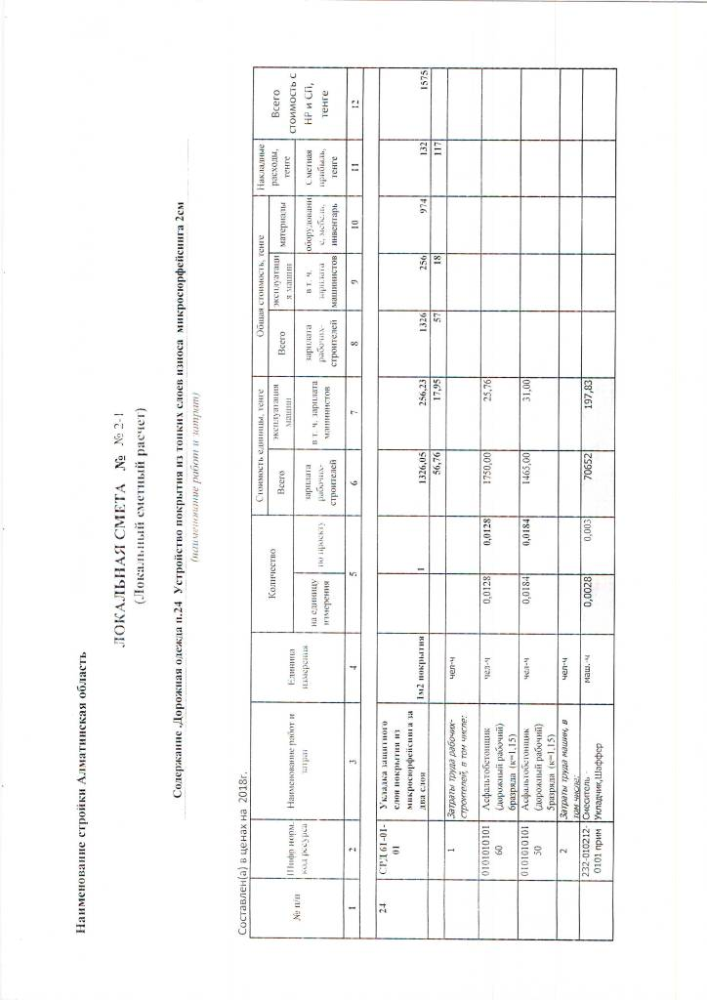 Наименование стройки Алматинская область
ЛОКАЛЬНАЯ СМЕТА № № 2-1
(Локальный сметный расчет)
Содержание .Дорожная одежда п.24 Устройство покрытия из тонких слоев износа микросюрфейсинга 2см
(наименование работ и затрат)
Составлен(а) в ценах на 2018г.
№ п/п
Шифр норм, код ресурса
Наименование работ и затрат
Единица измерения
Количество
на единицу измерения
по проекту
Стоимость единицы, тенге
Всего
эксплуатация машин
зарплата рабочих-строителей
в т. ч. зарплата машинистов
Общая стоимость, тенге
Всего
эксплуатаци я машин
материалы
зарплата рабочих-строителей
в т. ч. зарплата машинистов
оборудовани е, мебель, инвентарь
Накладные расходы, тенге
Сметная прибыль, тенге
Всего стоимость с НР и СП, тенге
1 2 3 4 5 6 7 8 9 10 11 12
24 СРД 61-01-01 Укладка защитного слоя покрытия из микросюрфейсинга за два слоя 1м2 покрытия 1 1326,05 256,23 1326 256 974 132 1575
56,76 17,95 57 18 117
1 Затраты труда рабочих-строителей, в том числе: чел-ч
010101010160 Асфальтобетонщик (дорожный рабочий) 6разряда (к=1,15) чел-ч 0,0128 0,0128 1750,00 25,76
010101010150 Асфальтобетонщик (дорожный рабочий) 5разряда (к=1,15) чел-ч 0,0184 0,0184 1465,00 31,00
2 Затраты труда машин, в том числе: чел-ч
232-010212-0101 прим Смеситель-Укладчик,Шаффер маш.-ч 0,0028 0,003 70652 197,83